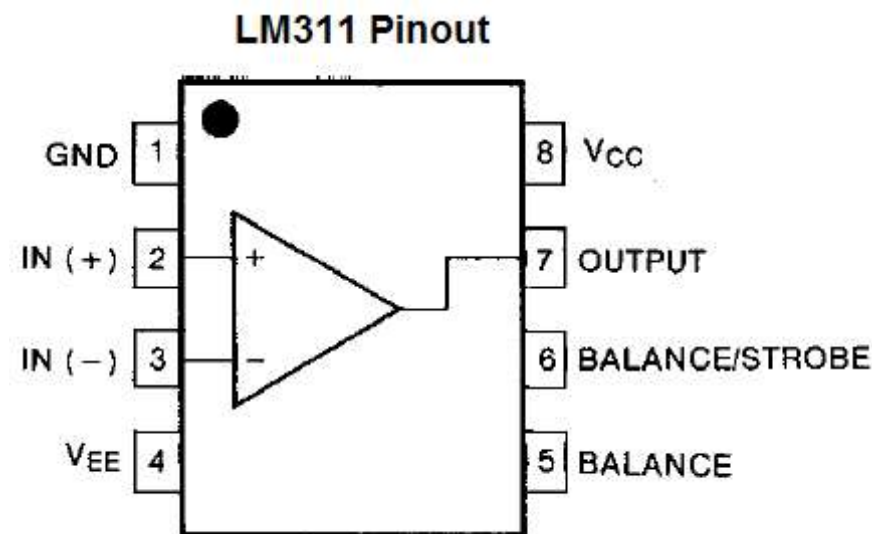 LM311 Pinout
GND 1 8 VCC
IN (+) 2 + 7 OUTPUT
IN (−) 3 − 6 BALANCE/STROBE
VEE 4 5 BALANCE